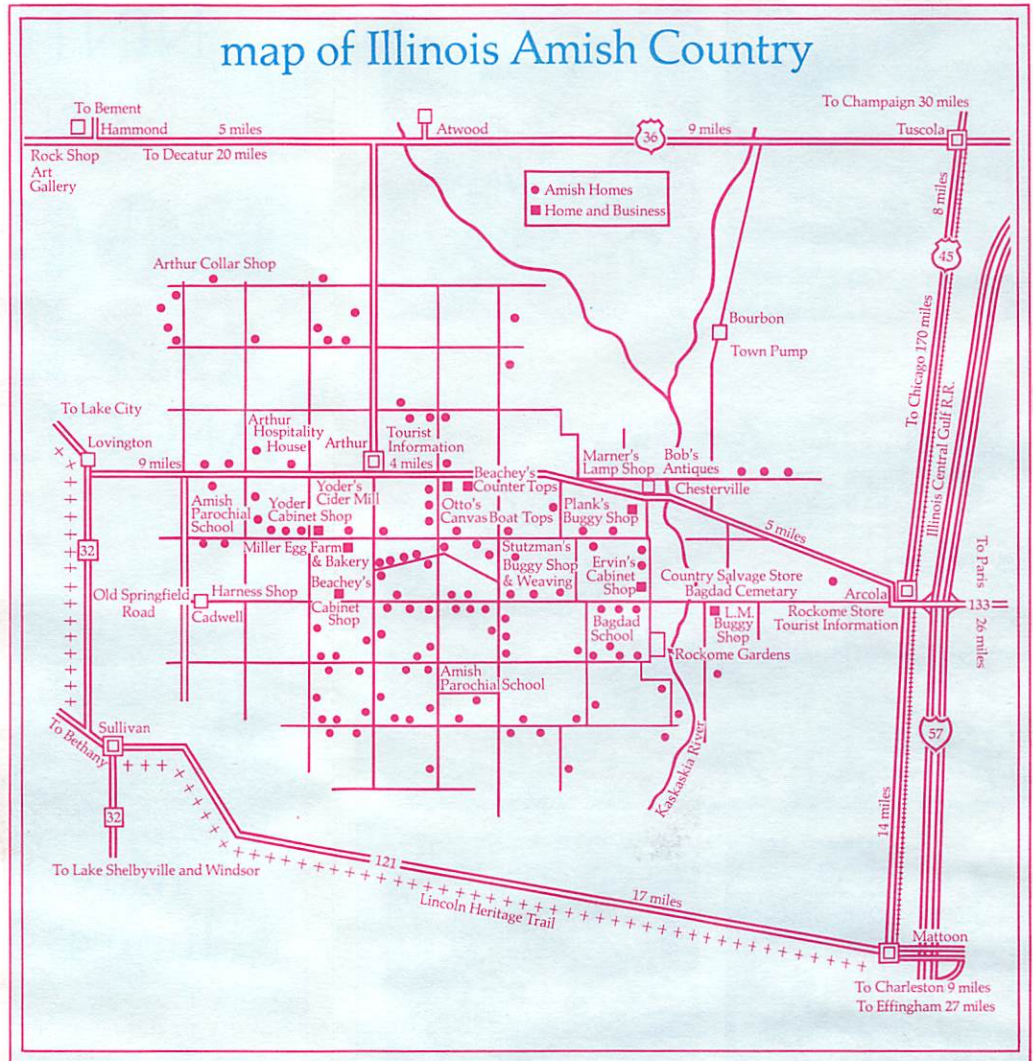 map of Illinois Amish Country
To Bement
Hammond
5 miles
Atwood
36
9 miles
To Champaign 30 miles
Tuscola
Rock Shop
Art
Gallery
To Decatur 20 miles
Amish Homes
Home and Business
8 miles
45
Arthur Collar Shop
Bourbon
Town Pump
To Chicago 170 miles
Illinois Central Gulf R.R.
To Lake City
Lovington
9 miles
Arthur
Hospitality
House
Arthur
Tourist
Information
4 miles
Beachey's
Counter Tops
Marner's
Lamp Shop
Bob's
Antiques
Chesterville
5 miles
Amish
Parochial
School
Yoder
Cabinet Shop
Yoder's
Cider Mill
Otto's
Canvas Boat Tops
Plank's
Buggy Shop
32
Miller Egg Farm
& Bakery
Stutzman's
Buggy Shop
& Weaving
Ervin's
Cabinet
Shop
Country Salvage Store
Bagdad Cemetery
Arcola
To Paris
133
26 miles
Old Springfield
Road
Harness Shop
Cadwell
Beachey's
Cabinet
Shop
Bagdad
School
L.M.
Buggy
Shop
Rockome Store
Tourist Information
Rockome Gardens
Amish
Parochial School
Kaskaskia River
57
14 miles
Sullivan
To Bethany
32
To Lake Shelbyville and Windsor
121
17 miles
Lincoln Heritage Trail
Mattoon
To Charleston 9 miles
To Effingham 27 miles